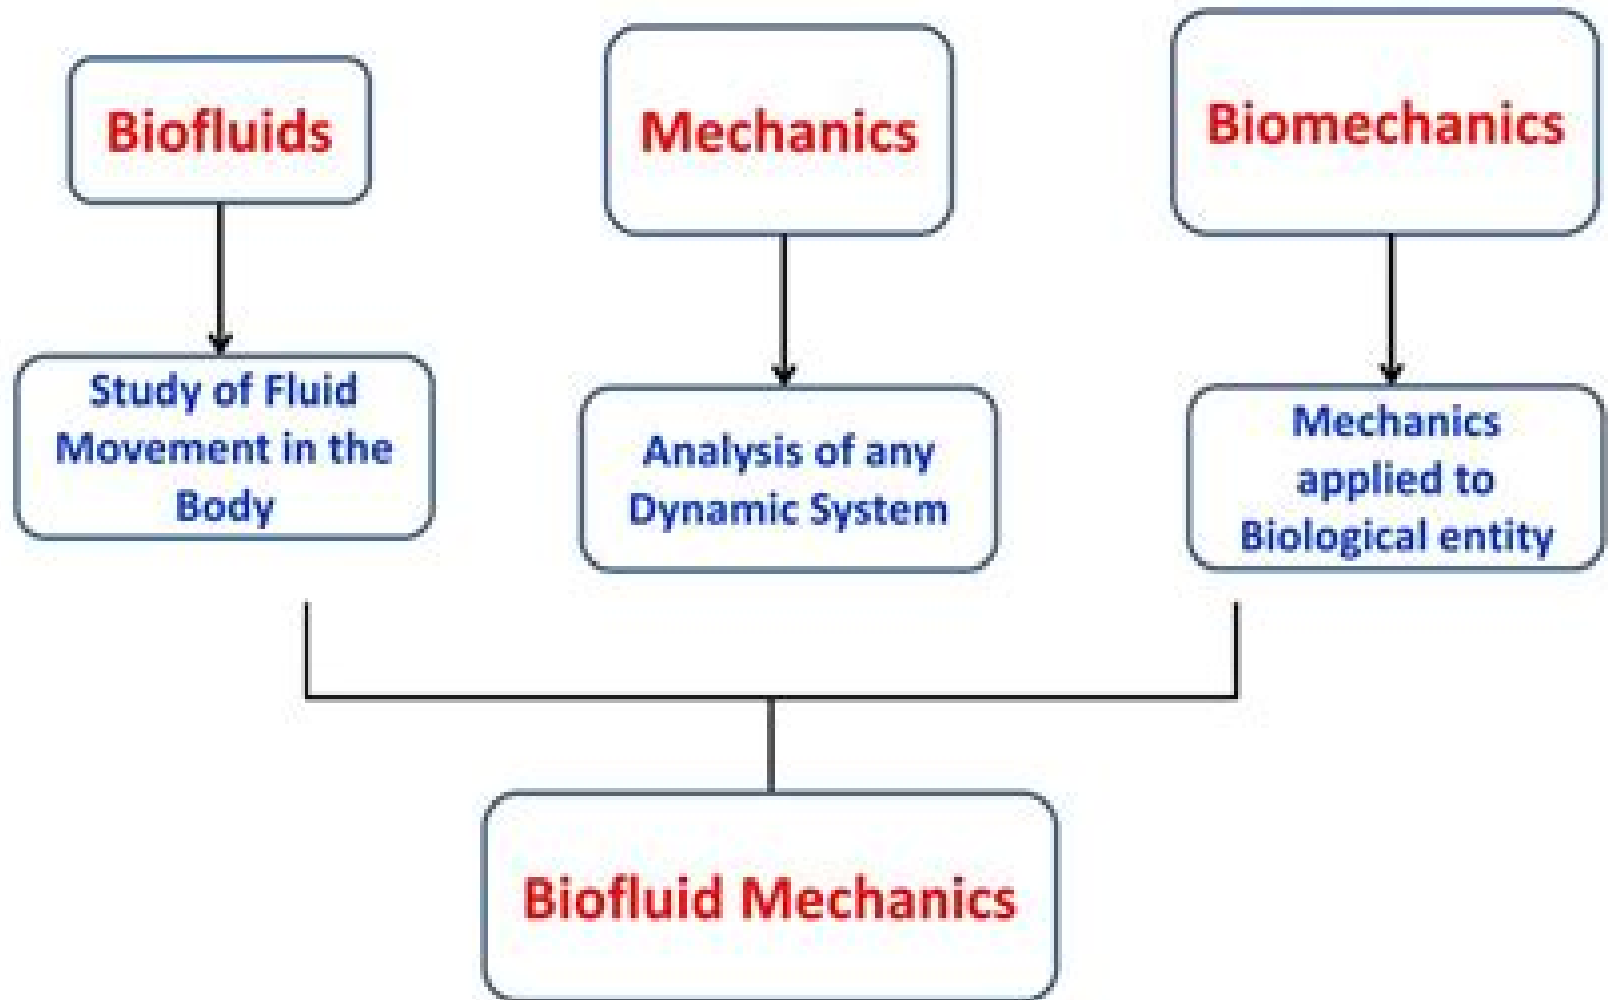 Biofluids
Mechanics
Biomechanics
Study of Fluid
Movement in the
Body
Analysis of any
Dynamic System
Mechanics
applied to
Biological entity
Biofluid Mechanics